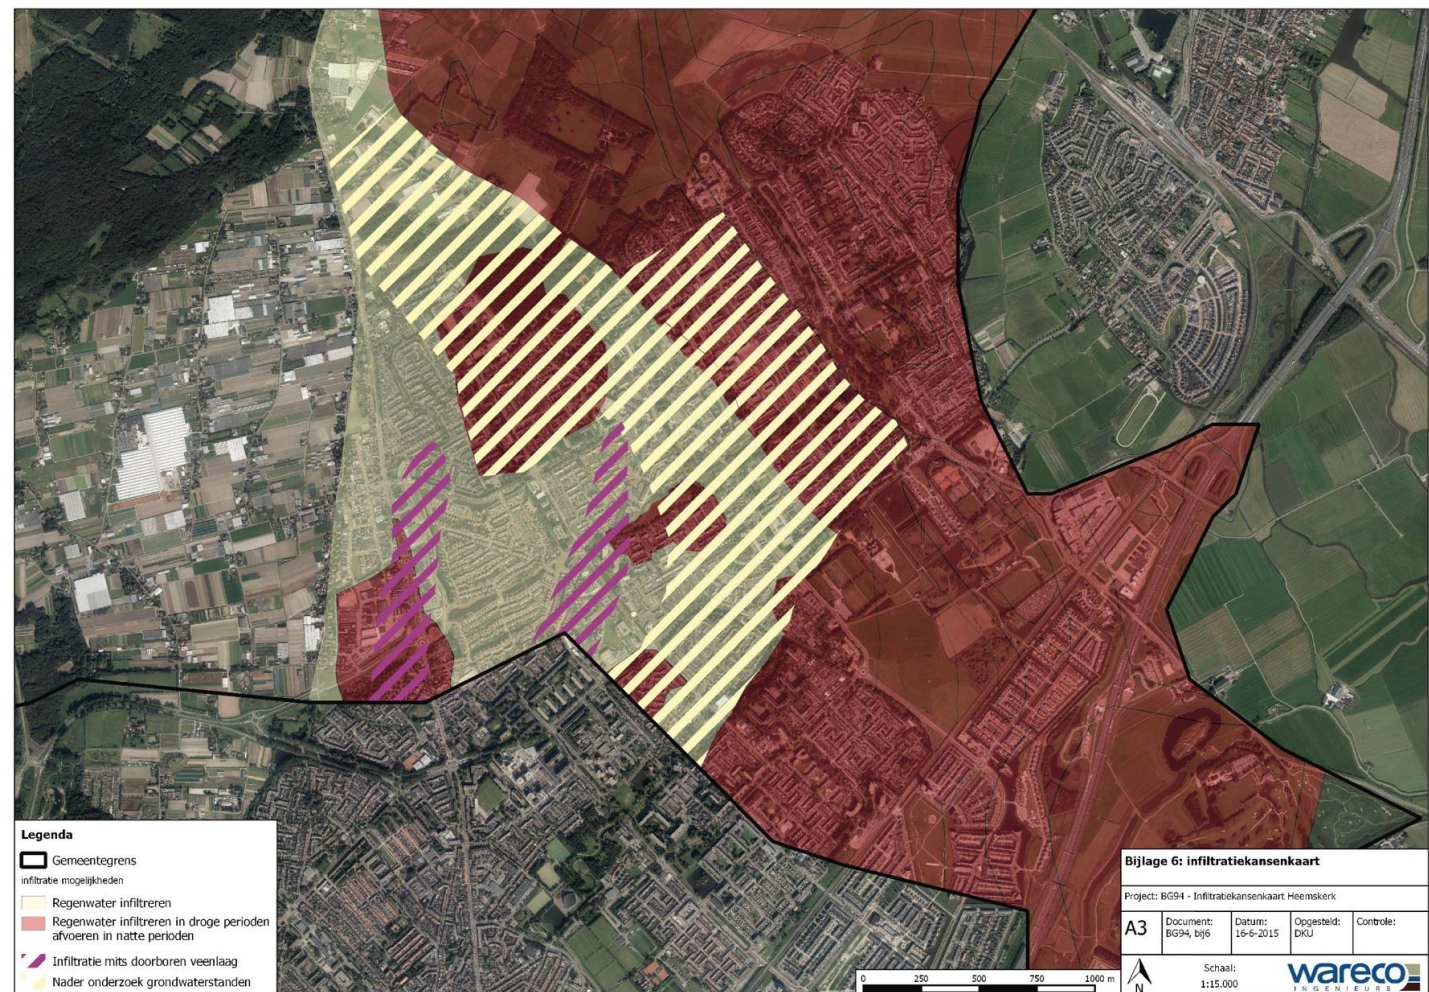 Legenda
Gemeentegrens
infiltratie mogelijkheden
Regenwater infiltreren
Regenwater infiltreren in droge perioden
afvoeren in natte perioden
Infiltratie mits doorboren veenlaag
Nader onderzoek grondwaterstanden
0 250 500 750 1000 m
Bijlage 6: infiltratiekansenkaart
Project: BG94 - Infiltratiekansenkaart Heemskerk
A3
Document:
BG94, bij6
Datum:
16-6-2015
Opgesteld:
DKU
Controle:
N
Schaal:
1:15.000
wareco
INGENIEURS